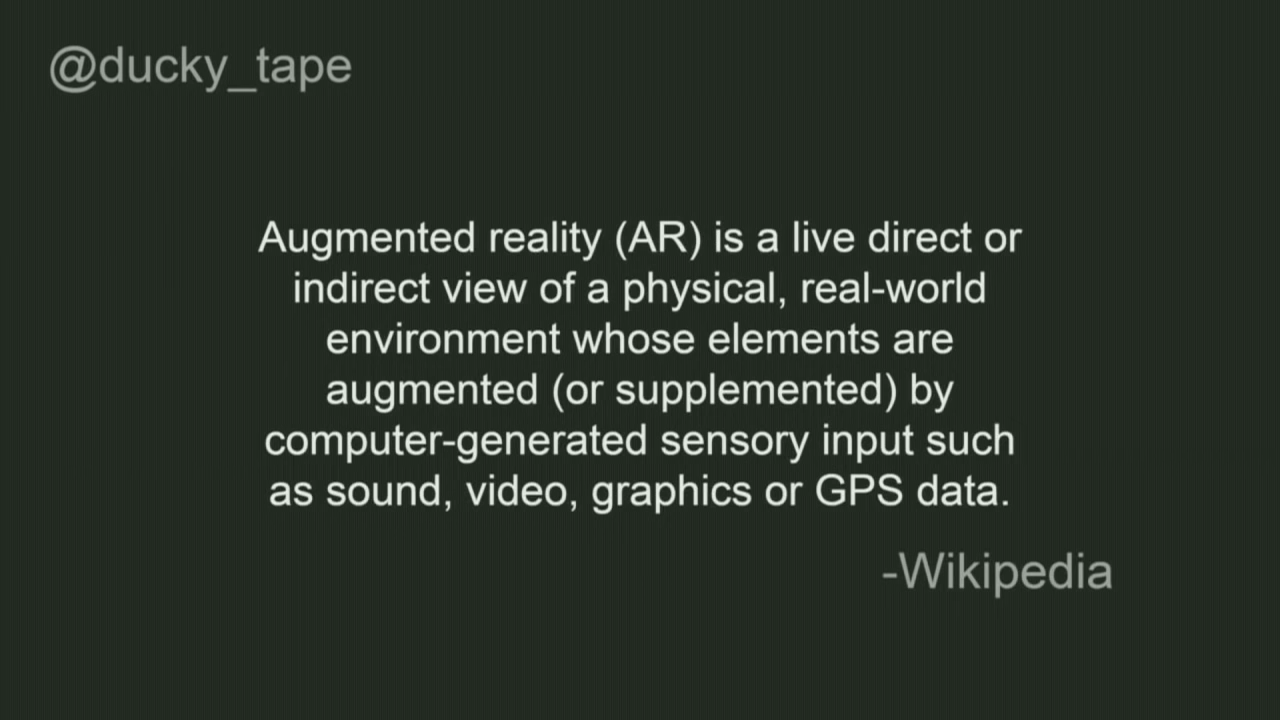 @ducky_tape
Augmented reality (AR) is a live direct or
indirect view of a physical, real-world
environment whose elements are
augmented (or supplemented) by
computer-generated sensory input such
as sound, video, graphics or GPS data.
-Wikipedia